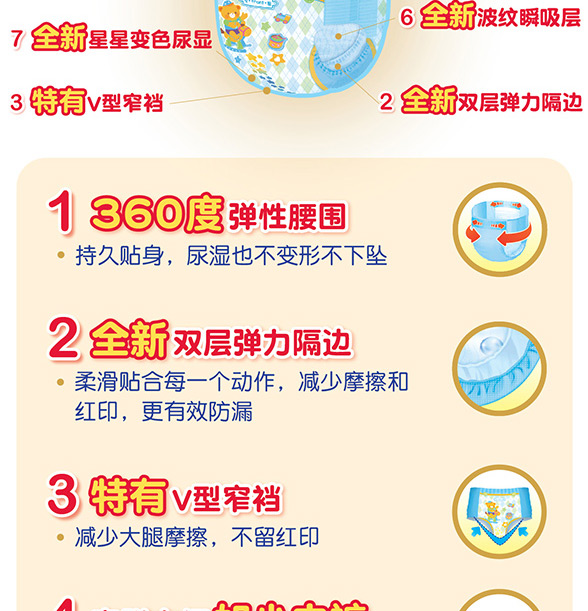 6 全新波纹瞬吸层
7 全新星星变色尿显
3 特有V型窄裆
2 全新双层弹力隔边
1 360度弹性腰围
• 持久贴身，尿湿也不变形不下坠
2 全新双层弹力隔边
• 柔滑贴合每一个动作，减少摩擦和
红印，更有效防漏
3 特有V型窄裆
• 减少大腿摩擦，不留红印